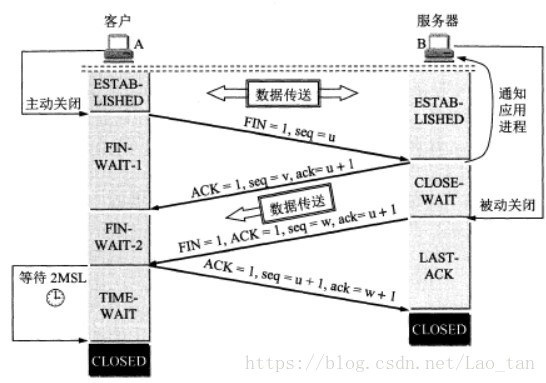 客户
服务器
A
B
ESTAB-
LISHED
数据传送
ESTAB-
LISHED
通知
应用
进程
主动关闭
FIN = 1, seq = u
FIN-
WAIT-1
ACK = 1, seq = v, ack= u + 1
CLOSE-
WAIT
数据传送
被动关闭
FIN-
WAIT-2
FIN = 1, ACK = 1, seq = w, ack= u + 1
等待 2MSL
ACK = 1, seq = u + 1, ack = w + 1
LAST-
ACK
TIME-
WAIT
CLOSED
CLOSED
https://blog.csdn.net/Lao_tan